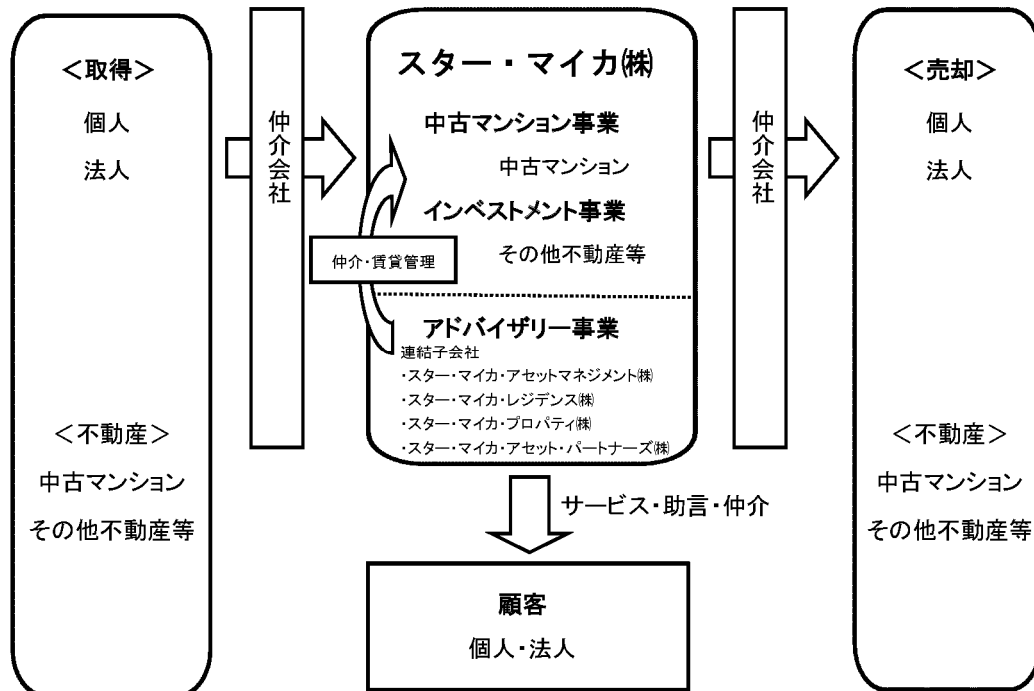 ＜取得＞
個人
法人
＜不動産＞
中古マンション
その他不動産等
仲介会社
スター・マイカ㈱
中古マンション事業
中古マンション
インベストメント事業
その他不動産等
仲介・賃貸管理
アドバイザリー事業
連結子会社
・スター・マイカ・アセットマネジメント㈱
・スター・マイカ・レジデンス㈱
・スター・マイカ・プロパティ㈱
・スター・マイカ・アセット・パートナーズ㈱
サービス・助言・仲介
顧客
個人・法人
仲介会社
＜売却＞
個人
法人
＜不動産＞
中古マンション
その他不動産等